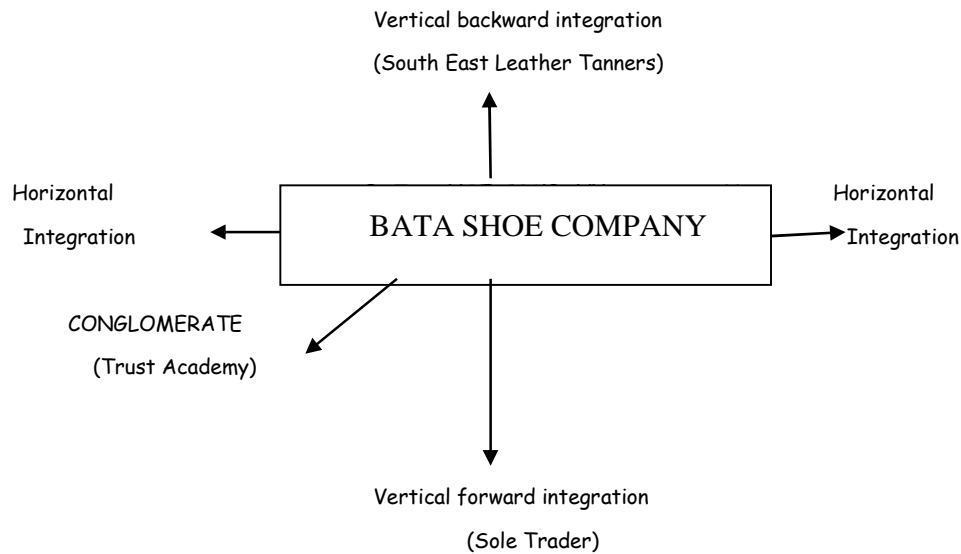 Vertical backward integration
(South East Leather Tanners)
Horizontal
Integration
BATA SHOE COMPANY
Horizontal
Integration
CONGLOMERATE
(Trust Academy)
Vertical forward integration
(Sole Trader)